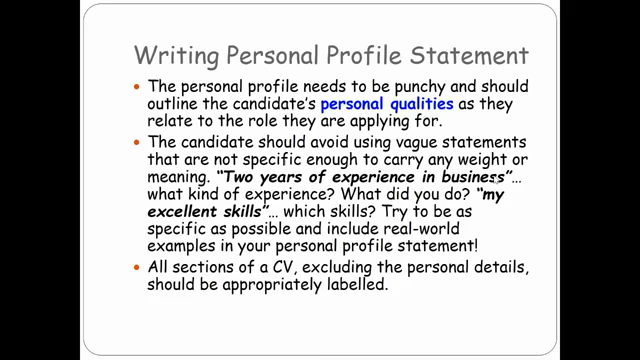 Writing Personal Profile Statement
• The personal profile needs to be punchy and should
outline the candidate's personal qualities as they
relate to the role they are applying for.
• The candidate should avoid using vague statements
that are not specific enough to carry any weight or
meaning. “Two years of experience in business”…
what kind of experience? What did you do? “my
excellent skills”… which skills? Try to be as
specific as possible and include real-world
examples in your personal profile statement!
• All sections of a CV, excluding the personal details,
should be appropriately labelled.